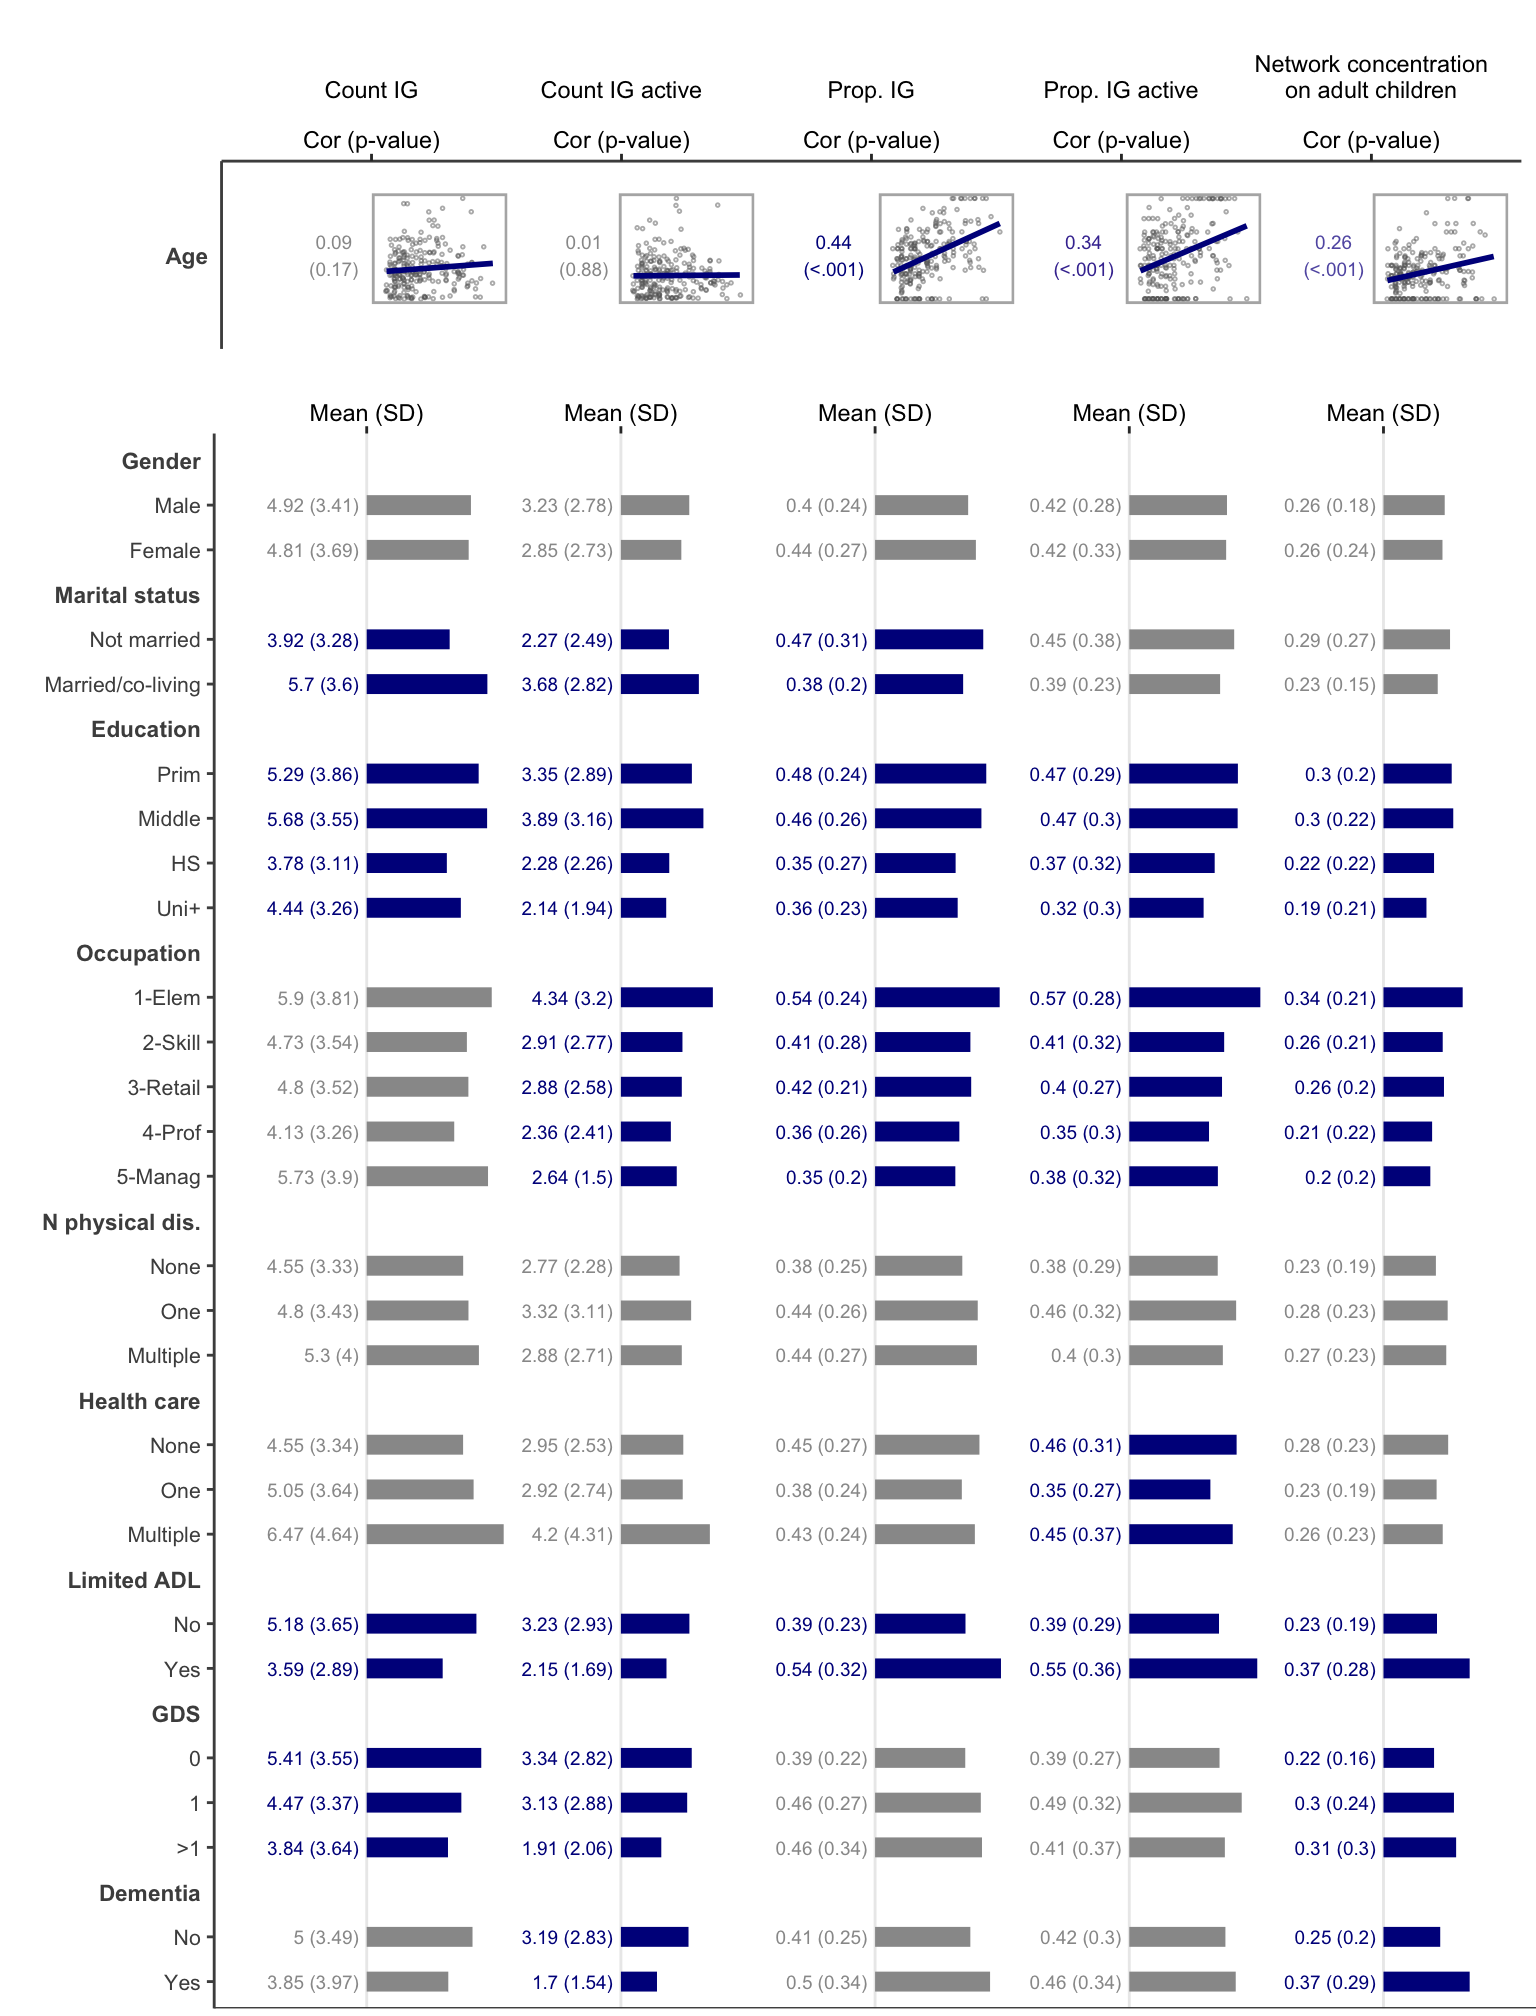 Network concentration
Count IG Count IG active Prop. IG Prop. IG active on adult children
Cor (p-value) Cor (p-value) Cor (p-value) Cor (p-value) Cor (p-value)
0.09 0.01 0.44 0.34 0.26
Age
(0.17) (0.88) (<.001) (<.001) (<.001)
Mean (SD) Mean (SD) Mean (SD) Mean (SD) Mean (SD)
Gender
Male 4.92 (3.41) 3.23 (2.78) 0.4 (0.24) 0.42 (0.28) 0.26 (0.18)
Female 4.81 (3.69) 2.85 (2.73) 0.44 (0.27) 0.42 (0.33) 0.26 (0.24)
Marital status
Not married 3.92 (3.28) 2.27 (2.49) 0.47 (0.31) 0.45 (0.38) 0.29 (0.27)
Married/co-living 5.7 (3.6) 3.68 (2.82) 0.38 (0.2) 0.39 (0.23) 0.23 (0.15)
Education
Prim 5.29 (3.86) 3.35 (2.89) 0.48 (0.24) 0.47 (0.29) 0.3 (0.2)
Middle 5.68 (3.55) 3.89 (3.16) 0.46 (0.26) 0.47 (0.3) 0.3 (0.22)
HS 3.78 (3.11) 2.28 (2.26) 0.35 (0.27) 0.37 (0.32) 0.22 (0.22)
Uni+ 4.44 (3.26) 2.14 (1.94) 0.36 (0.23) 0.32 (0.3) 0.19 (0.21)
Occupation
1-Elem 5.9 (3.81) 4.34 (3.2) 0.54 (0.24) 0.57 (0.28) 0.34 (0.21)
2-Skill 4.73 (3.54) 2.91 (2.77) 0.41 (0.28) 0.41 (0.32) 0.26 (0.21)
3-Retail 4.8 (3.52) 2.88 (2.58) 0.42 (0.21) 0.4 (0.27) 0.26 (0.2)
4-Prof 4.13 (3.26) 2.36 (2.41) 0.36 (0.26) 0.35 (0.3) 0.21 (0.22)
5-Manag 5.73 (3.9) 2.64 (1.5) 0.35 (0.2) 0.38 (0.32) 0.2 (0.2)
N physical dis.
None 4.55 (3.33) 2.77 (2.28) 0.38 (0.25) 0.38 (0.29) 0.23 (0.19)
One 4.8 (3.43) 3.32 (3.11) 0.44 (0.26) 0.46 (0.32) 0.28 (0.23)
Multiple 5.3 (4) 2.88 (2.71) 0.44 (0.27) 0.4 (0.3) 0.27 (0.23)
Health care
None 4.55 (3.34) 2.95 (2.53) 0.45 (0.27) 0.46 (0.31) 0.28 (0.23)
One 5.05 (3.64) 2.92 (2.74) 0.38 (0.24) 0.35 (0.27) 0.23 (0.19)
Multiple 6.47 (4.64) 4.2 (4.31) 0.43 (0.24) 0.45 (0.37) 0.26 (0.23)
Limited ADL
No 5.18 (3.65) 3.23 (2.93) 0.39 (0.23) 0.39 (0.29) 0.23 (0.19)
Yes 3.59 (2.89) 2.15 (1.69) 0.54 (0.32) 0.55 (0.36) 0.37 (0.28)
GDS
0 5.41 (3.55) 3.34 (2.82) 0.39 (0.22) 0.39 (0.27) 0.22 (0.16)
1 4.47 (3.37) 3.13 (2.88) 0.46 (0.27) 0.49 (0.32) 0.3 (0.24)
>1 3.84 (3.64) 1.91 (2.06) 0.46 (0.34) 0.41 (0.37) 0.31 (0.3)
Dementia
No 5 (3.49) 3.19 (2.83) 0.41 (0.25) 0.42 (0.3) 0.25 (0.2)
Yes 3.85 (3.97) 1.7 (1.54) 0.5 (0.34) 0.46 (0.34) 0.37 (0.29)